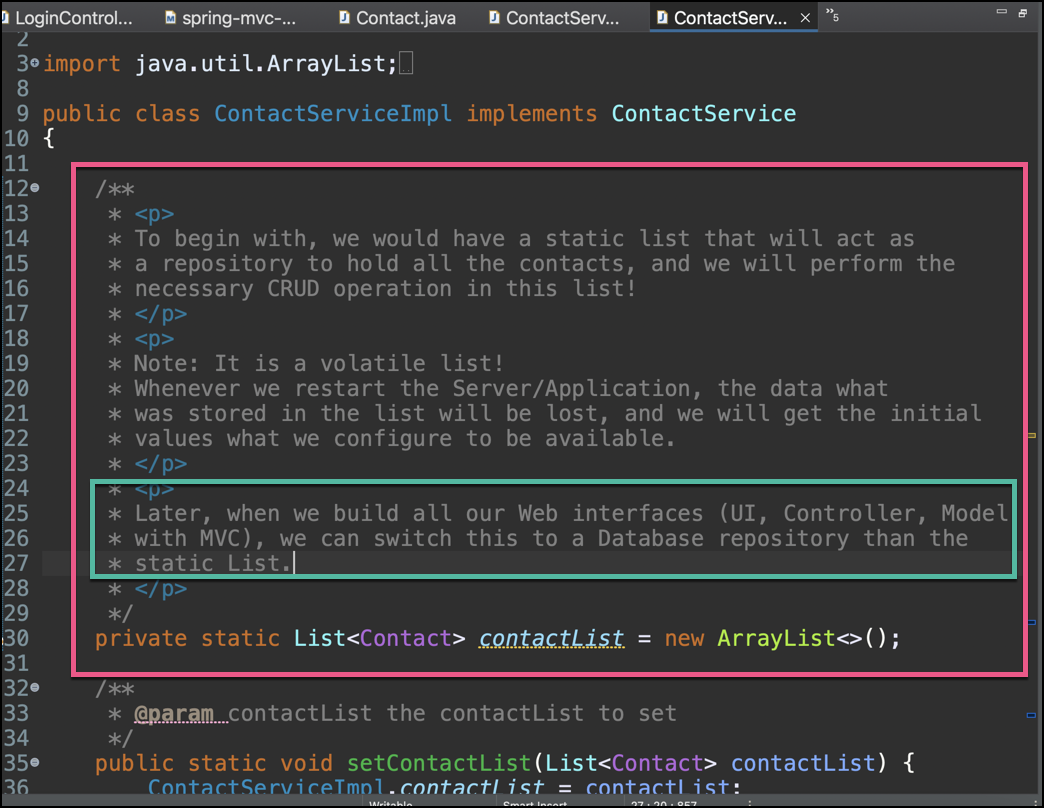 LoginControl...
spring-mvc-...
Contact.java
ContactServ...
ContactServ...
5
2
3 import java.util.ArrayList;
8
9 public class ContactServiceImpl implements ContactService
10 {
11
12 /**
13 * <p>
14 * To begin with, we would have a static list that will act as
15 * a repository to hold all the contacts, and we will perform the
16 * necessary CRUD operation in this list!
17 * </p>
18 * <p>
19 * Note: It is a volatile list!
20 * Whenever we restart the Server/Application, the data what
21 * was stored in the list will be lost, and we will get the initial
22 * values what we configure to be available.
23 * </p>
24 * <p>
25 * Later, when we build all our Web interfaces (UI, Controller, Model
26 * with MVC), we can switch this to a Database repository than the
27 * static List.
28 * </p>
29 */
30 private static List<Contact> contactList = new ArrayList<>();
31
32 /**
33 * @param contactList the contactList to set
34 */
35 public static void setContactList(List<Contact> contactList) {
36 ContactServiceImpl.contactList = contactList;
Writable
Smart Insert
27 : 20 : 857